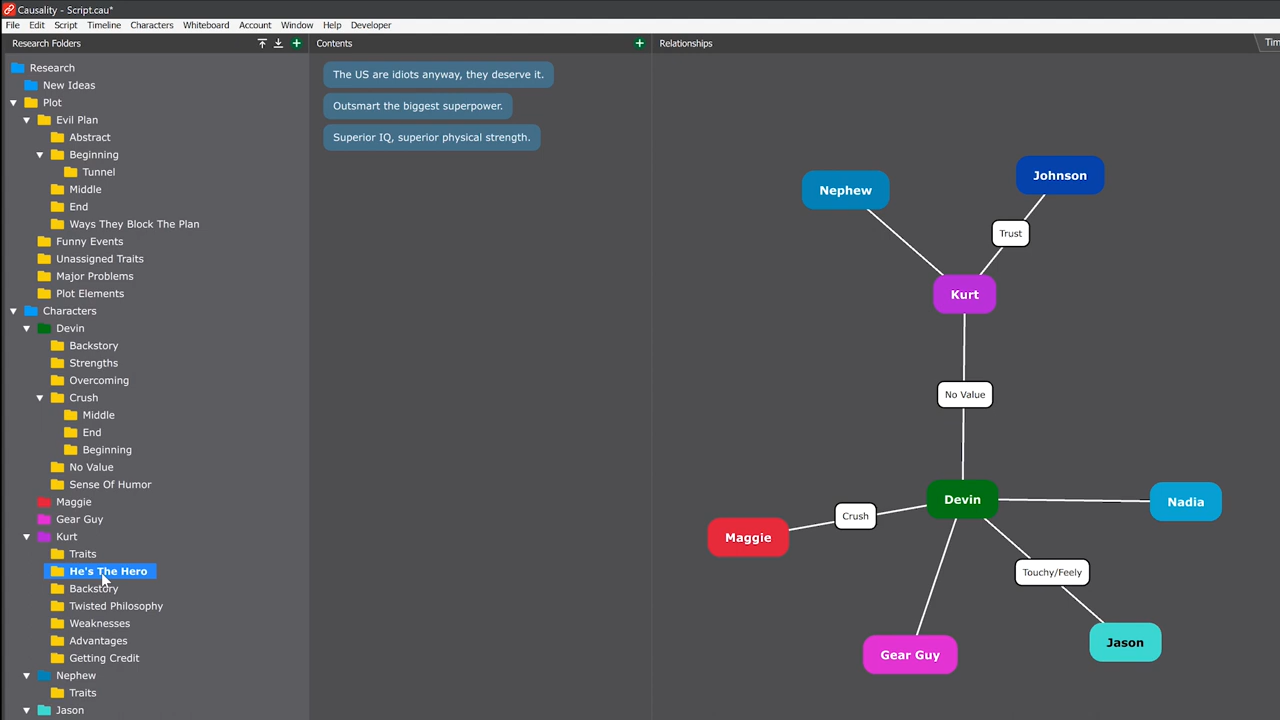 Causality - Script.cau*
File Edit Script Timeline Characters Whiteboard Account Window Help Developer
Research Folders
Research
New Ideas
Plot
Evil Plan
Abstract
Beginning
Tunnel
Middle
End
Ways They Block The Plan
Funny Events
Unassigned Traits
Major Problems
Plot Elements
Characters
Devin
Backstory
Strengths
Overcoming
Crush
Middle
End
Beginning
No Value
Sense Of Humor
Maggie
Gear Guy
Kurt
Traits
He's The Hero
Backstory
Twisted Philosophy
Weaknesses
Advantages
Getting Credit
Nephew
Traits
Jason
Contents
The US are idiots anyway, they deserve it.
Outsmart the biggest superpower.
Superior IQ, superior physical strength.
Relationships
Tim
Johnson
Nephew
Trust
Kurt
No Value
Devin
Nadia
Crush
Maggie
Touchy/Feely
Jason
Gear Guy